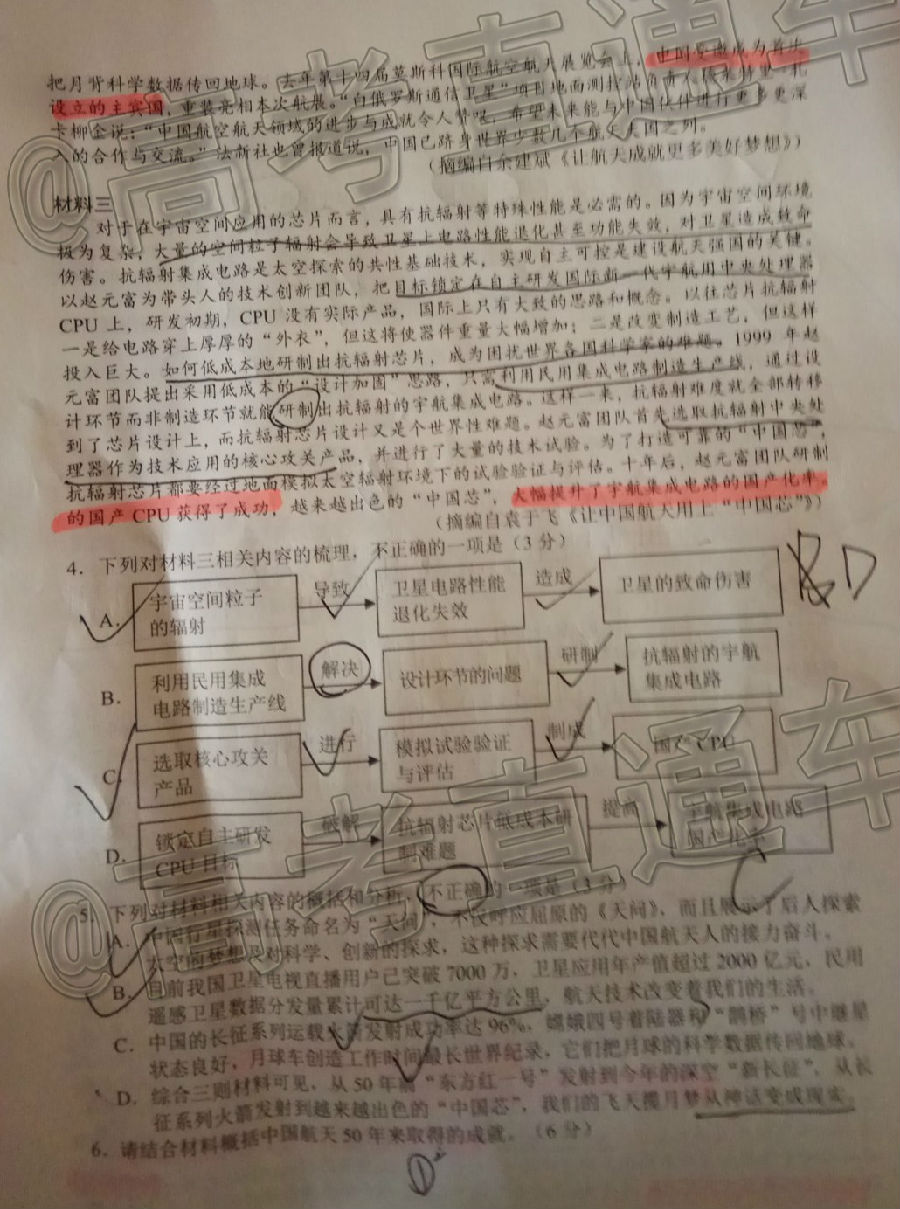 把月背科学数据传回地球。去年第十四届莫斯科国际航空航天展览会上,中国受邀成为首次
设立的主宾国,重装亮相本次航展。“白俄罗斯通信卫星”项目地面测控站负责人
卡柳金说:“中国航空航天领域的进步与成就令人赞叹,希望未来能与中国伙伴进行更多更深
入的合作与交流。”法新社也曾报道说,中国已跻身世界少数几个航天大国之列。
(摘编自余建斌《让航天成就更多美好梦想》)
材料三
对于在宇宙空间应用的芯片而言,具有抗辐射等特殊性能是必需的。因为宇宙空间环境
极为复杂,大量的空间粒子辐射会导致卫星上电路性能退化甚至功能失效,对卫星造成致命
伤害。抗辐射集成电路是太空探索的共性基础技术,实现自主可控是建设航天强国的关键。
以赵元富为带头人的技术创新团队,把目标锁定在自主研发国际新一代宇航用中央处理器
CPU 上,研发初期,CPU 没有实际产品,国际上只有大致的思路和概念。以往芯片抗辐射
一是给电路穿上厚厚的“外衣”,但这将使器件重量大幅增加;二是改变制造工艺,但这样
投入巨大。如何低成本地研制出抗辐射芯片,成为困扰世界各国科学家的难题。1999 年赵
元富团队提出采用低成本的“设计加固”思路,只需利用民用集成电路制造生产线,通过设
计环节而非制造环节就能研制出抗辐射的宇航集成电路。这样一来,抗辐射难度就全部转移
到了芯片设计上,而抗辐射芯片设计又是个世界性难题。赵元富团队首先选取抗辐射中央处
理器作为技术应用的核心攻关产品,并进行了大量的技术试验。为了打造可靠的“中国芯”,
抗辐射芯片都要经过地面模拟太空辐射环境下的试验验证与评估。十年后,赵元富团队研制
的国产 CPU 获得了成功,越来越出色的“中国芯”,大幅提升了宇航集成电路的国产化率。
(摘编自袁于飞《让中国航天用上“中国芯”》)
4. 下列对材料三相关内容的梳理,不正确的一项是(3 分)
B D
A. 宇宙空间粒子的辐射 导致 卫星电路性能退化失效 造成 卫星的致命伤害
B. 利用民用集成电路制造生产线 解决 设计环节的问题 研制 抗辐射的宇航集成电路
C. 选取核心攻关产品 进行 模拟试验验证与评估 制成 国产 CPU
D. 锁定自主研发CPU 目标 破解 抗辐射芯片低成本研制难题 提高 宇航集成电路国产化率
C
5. 下列对材料相关内容的概括和分析,不正确的一项是(3 分)
A. 中国行星探测任务命名为“天问”,不仅呼应屈原的《天问》,而且展示了后人探索
太空的梦想及对科学、创新的探求,这种探求需要代代中国航天人的接力奋斗。
B. 目前我国卫星电视直播用户已突破 7000 万,卫星应用年产值超过 2000 亿元,民用
遥感卫星数据分发量累计可达一千亿平方公里,航天技术改变着我们的生活。
C. 中国的长征系列运载火箭发射成功率达 96%,嫦娥四号着陆器和“鹊桥”号中继星
状态良好,月球车创造工作时间最长世界纪录,它们把月球的科学数据传回地球。
D. 综合三则材料可见,从 50 年前“东方红一号”发射到今年的深空“新长征”,从长
征系列火箭发射到越来越出色的“中国芯”,我们的飞天揽月梦从神话变成现实。
6. 请结合材料概括中国航天 50 年来取得的成就。(6 分)
①
@高考直通车
@高考直通车